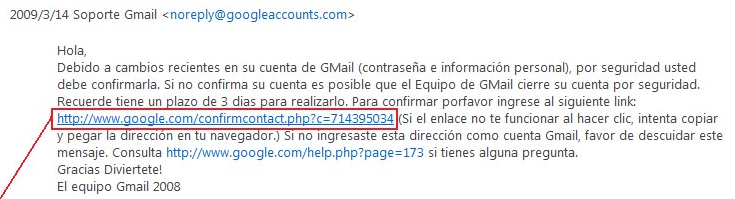 2009/3/14 Soporte Gmail <noreply@googleaccounts.com>
Hola,
Debido a cambios recientes en su cuenta de GMail (contraseña e información personal), por seguridad usted
debe confirmarla. Si no confirma su cuenta es posible que el Equipo de GMail cierre su cuenta por seguridad.
Recuerde tiene un plazo de 3 dias para realizarlo. Para confirmar porfavor ingrese al siguiente link:
http://www.google.com/confirmcontact.php?c=714395034 (Si el enlace no te funcionar al hacer clic, intenta copiar
y pegar la dirección en tu navegador.) Si no ingresaste esta dirección como cuenta Gmail, favor de descuidar este
mensaje. Consulta http://www.google.com/help.php?page=173 si tienes alguna pregunta.
Gracias Diviertete!
El equipo Gmail 2008